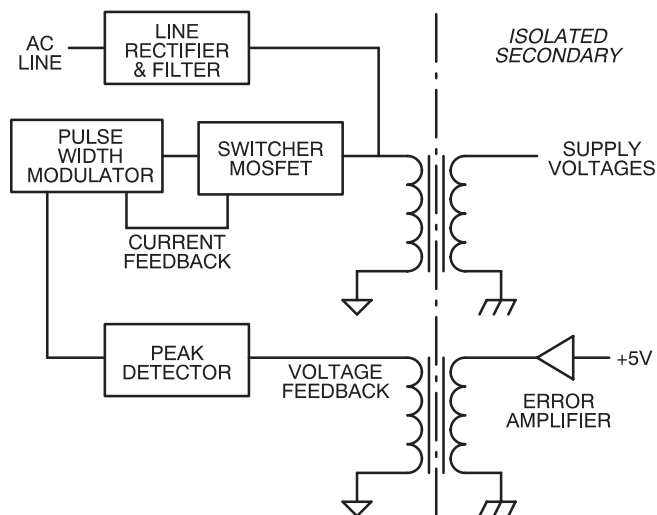 AC
LINE
LINE
RECTIFIER
& FILTER
ISOLATED
SECONDARY
PULSE
WIDTH
MODULATOR
SWITCHER
MOSFET
SUPPLY
VOLTAGES
CURRENT
FEEDBACK
PEAK
DETECTOR
VOLTAGE
FEEDBACK
+5V
ERROR
AMPLIFIER